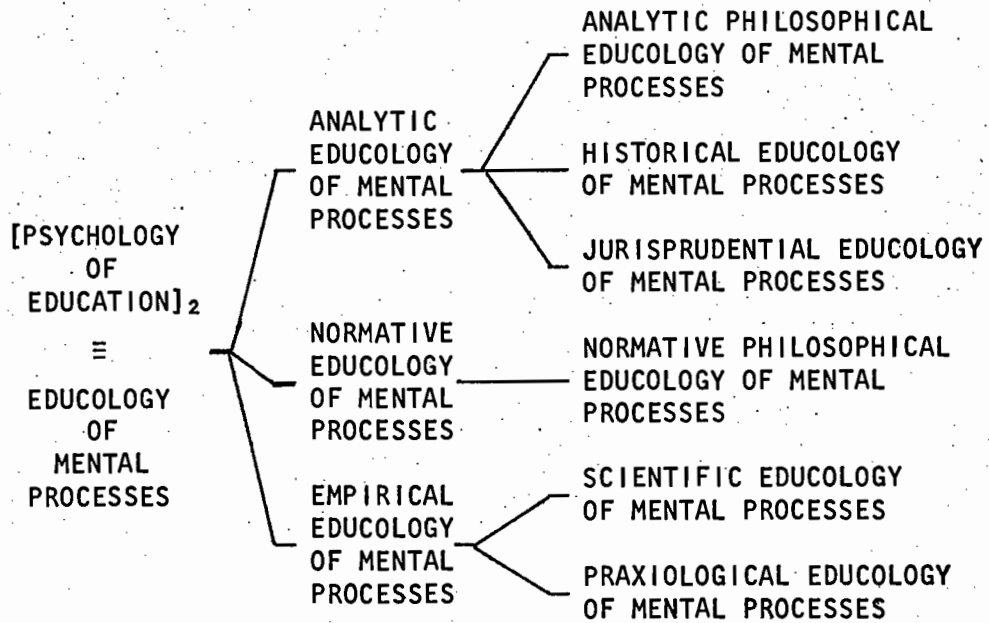 [PSYCHOLOGY
OF
EDUCATION]₂
≡
EDUCOLOGY
OF
MENTAL
PROCESSES
ANALYTIC
EDUCOLOGY
OF MENTAL
PROCESSES
NORMATIVE
EDUCOLOGY
OF MENTAL
PROCESSES
EMPIRICAL
EDUCOLOGY
OF MENTAL
PROCESSES
ANALYTIC PHILOSOPHICAL
EDUCOLOGY OF MENTAL
PROCESSES
HISTORICAL EDUCOLOGY
OF MENTAL PROCESSES
JURISPRUDENTIAL EDUCOLOGY
OF MENTAL PROCESSES
NORMATIVE PHILOSOPHICAL
EDUCOLOGY OF MENTAL
PROCESSES
SCIENTIFIC EDUCOLOGY
OF MENTAL PROCESSES
PRAXIOLOGICAL EDUCOLOGY
OF MENTAL PROCESSES